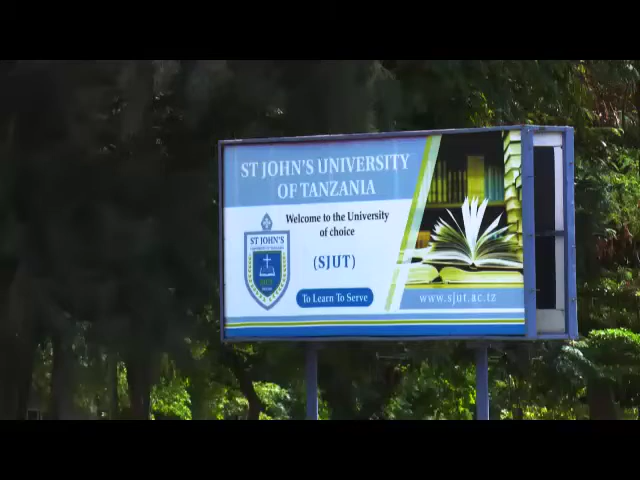 ST JOHN'S UNIVERSITY
OF TANZANIA
Welcome to the University
of choice
(SJUT)
ST JOHN'S
To Learn To Serve
www.sjut.ac.tz